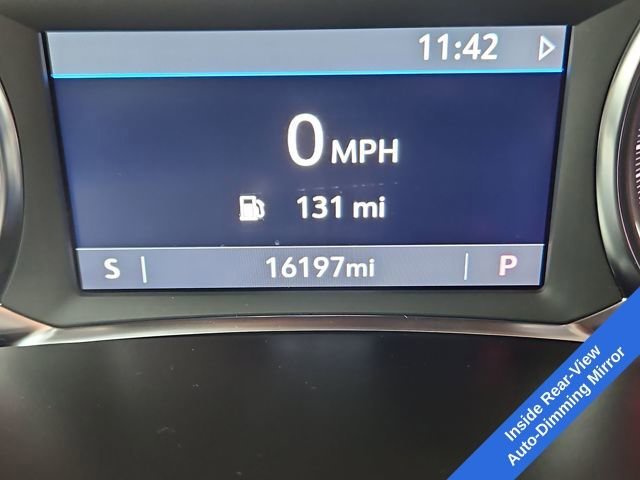 11:42
0 MPH
131 mi
S 16197mi P
Inside Rear-View
Auto-Dimming Mirror